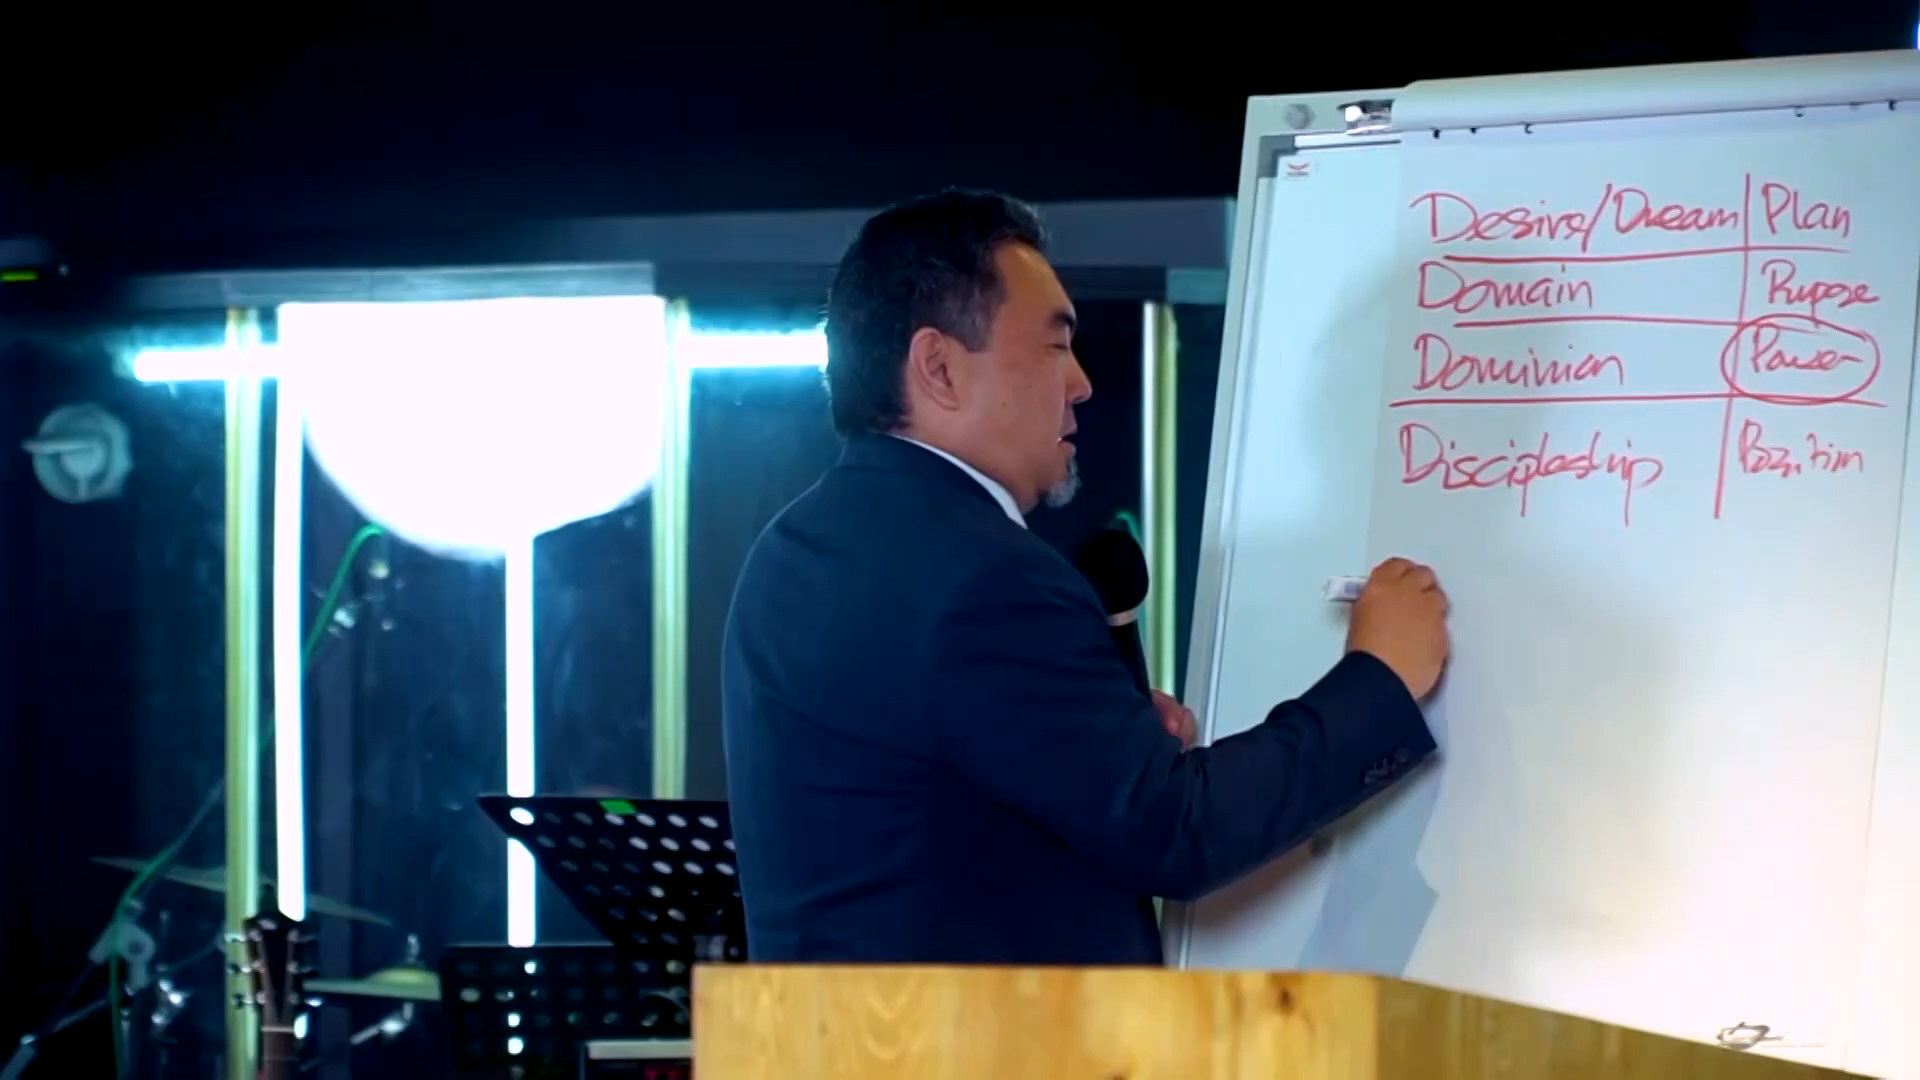 Desire/Dream | Plan
Domain | Purpose
Dominion | Power
Discipleship | Position